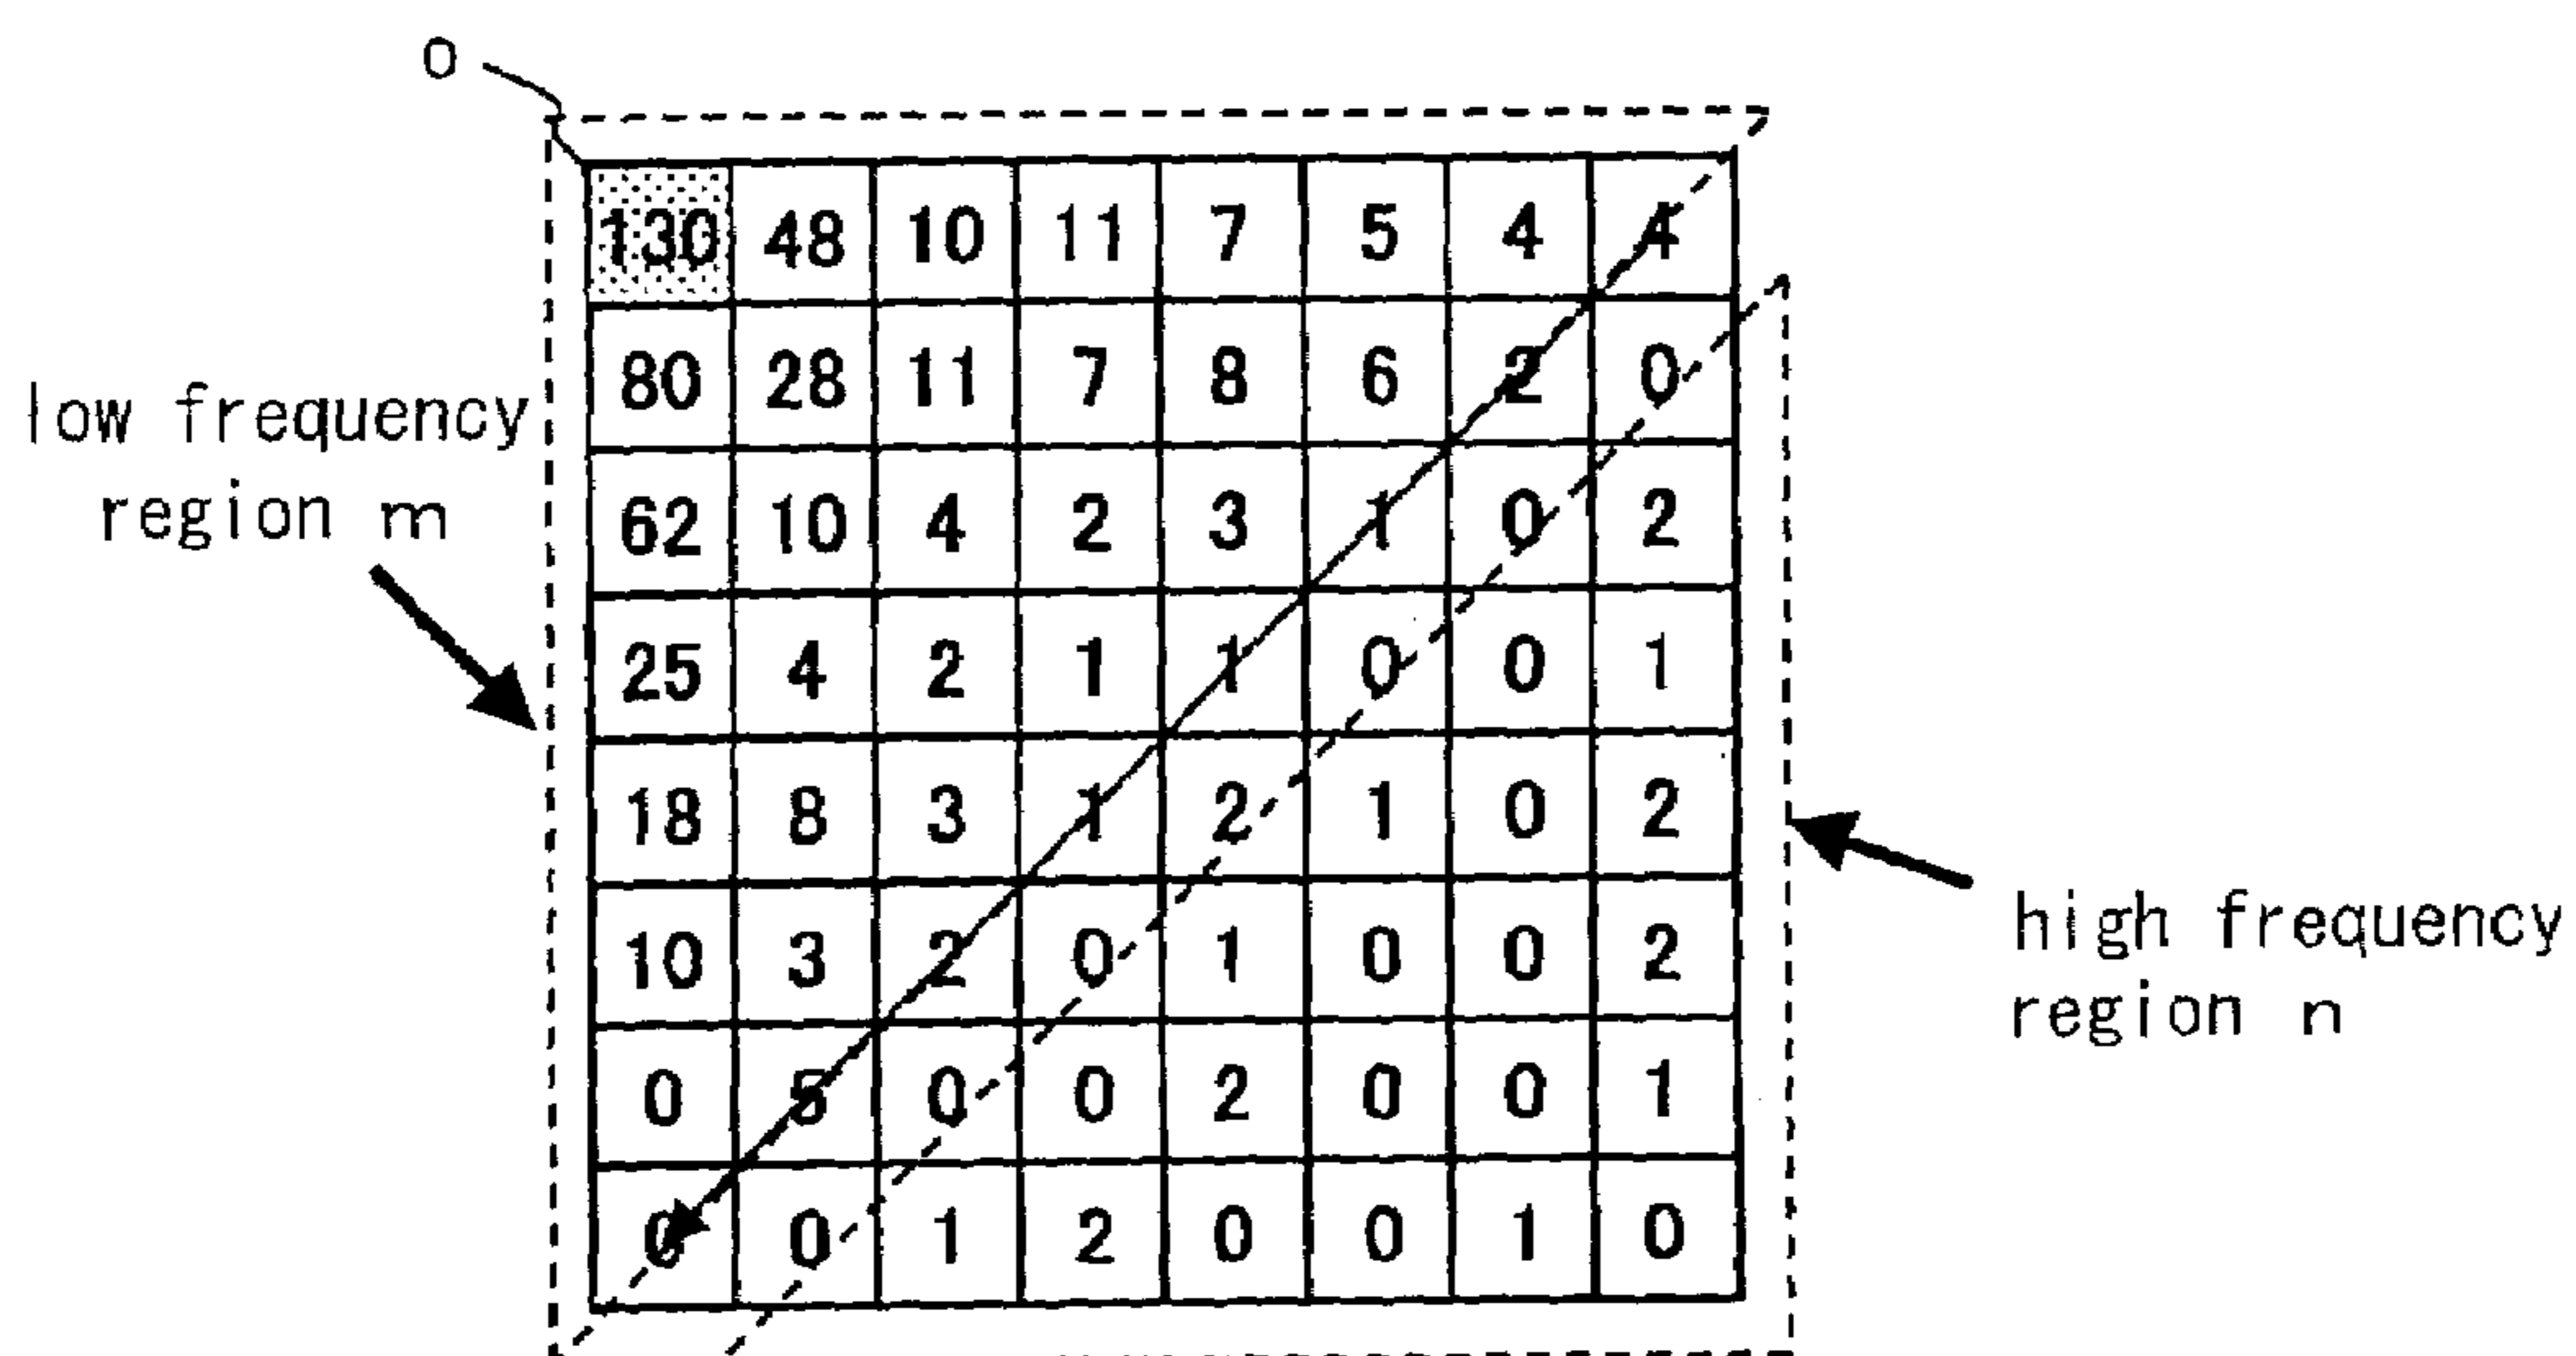 o
130 48 10 11 7 5 4 4
80 28 11 7 8 6 2 0
low frequency
region m
62 10 4 2 3 1 0 2
25 4 2 1 1 0 0 1
18 8 3 1 2 1 0 2
10 3 2 0 1 0 0 2
high frequency
region n
0 5 0 0 2 0 0 1
0 0 1 2 0 0 1 0